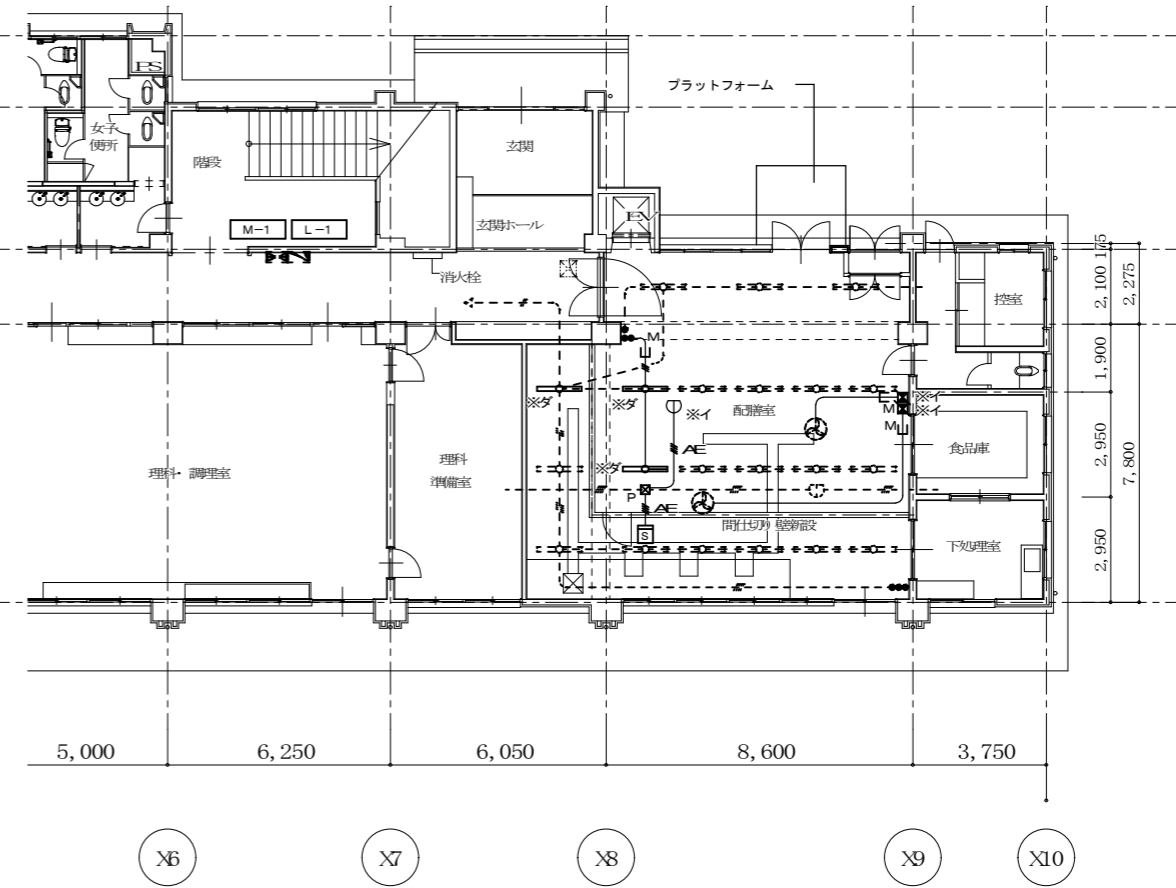 プラットフォーム
PS
女子
便所
階段
玄関
EV
M-1
L-1
玄関ホール
消火栓
控室
M
※ダ
※ダ
※イ
配膳室
M
※イ
※イ
M
AE
食品庫
理科・調理室
理科
準備室
※ダ
P
AE
間仕切り壁新設
S
下処理室
175
2,100
2,275
1,900
2,950
7,800
2,950
5,000
6,250
6,050
8,600
3,750
X6
X7
X8
X9
X10